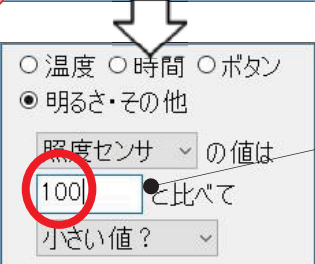 ○温度 ○時間 ○ボタン
◉明るさ・その他
照度センサ の値は
100 と比べて
小さい値？